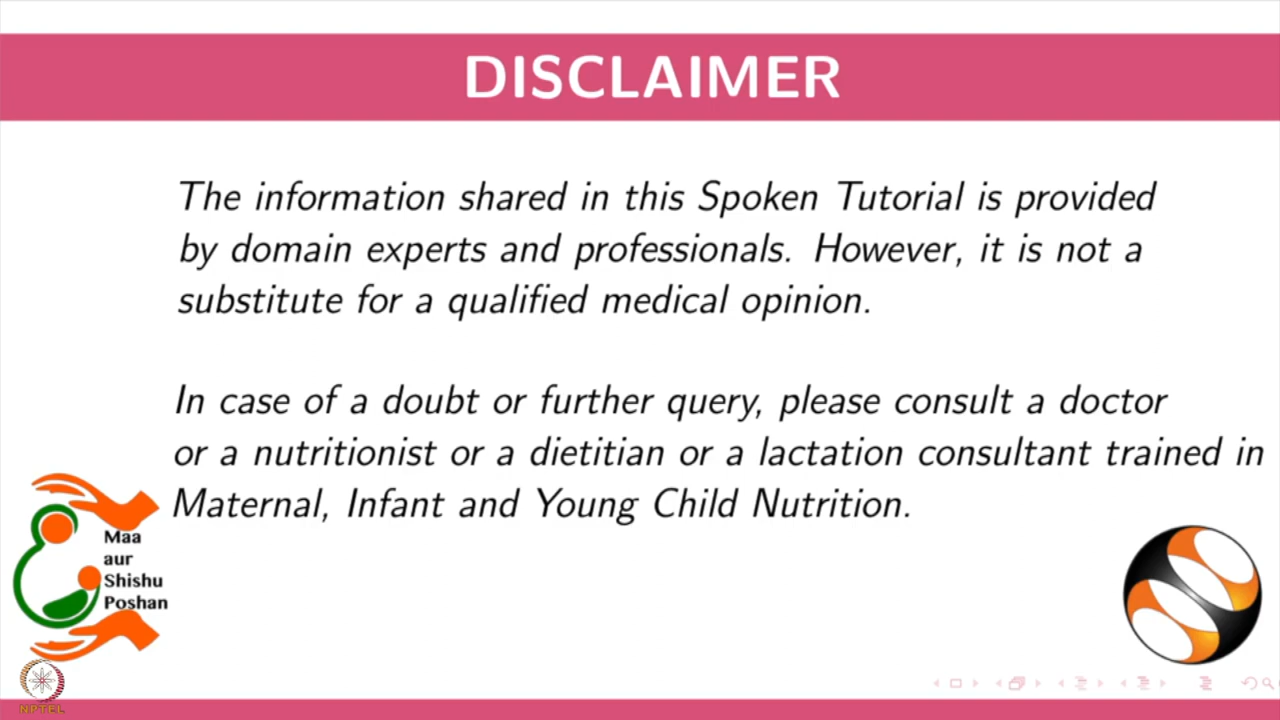 DISCLAIMER
The information shared in this Spoken Tutorial is provided
by domain experts and professionals. However, it is not a
substitute for a qualified medical opinion.
In case of a doubt or further query, please consult a doctor
or a nutritionist or a dietitian or a lactation consultant trained in
Maternal, Infant and Young Child Nutrition.
Maa
aur
Shishu
Poshan
NPTEL